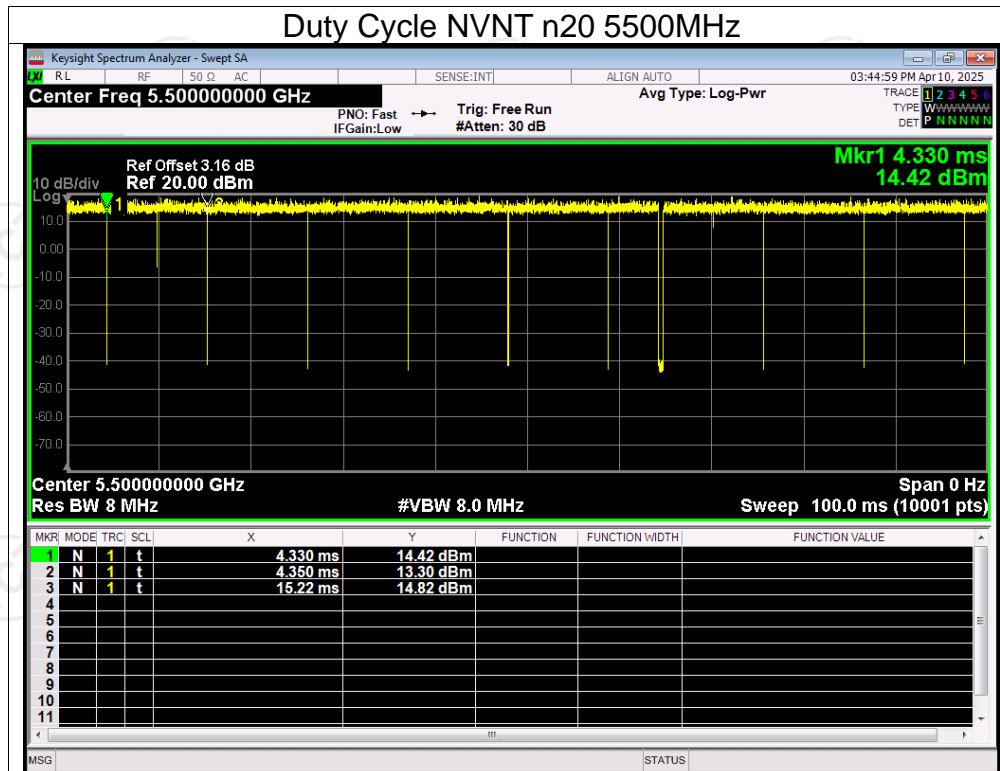 Duty Cycle NVNT n20 5500MHz
Keysight Spectrum Analyzer - Swept SA
LXI RL RF 50 Ω AC SENSE:INT ALIGN AUTO 03:44:59 PM Apr 10, 2025
Center Freq 5.500000000 GHz Avg Type: Log-Pwr TRACE 1 2 3 4 5 6
PNO: Fast Trig: Free Run TYPE WWWWWW
IFGain:Low #Atten: 30 dB DET P N N N N N
Mkr1 4.330 ms
14.42 dBm
Ref Offset 3.16 dB
10 dB/div Ref 20.00 dBm
Log
1
10.0
0.00
-10.0
-20.0
-30.0
-40.0
-50.0
-60.0
-70.0
Center 5.500000000 GHz Span 0 Hz
Res BW 8 MHz #VBW 8.0 MHz Sweep 100.0 ms (10001 pts)
MKR MODE TRC SCL X Y FUNCTION FUNCTION WIDTH FUNCTION VALUE
1 N 1 t 4.330 ms 14.42 dBm
2 N 1 t 4.350 ms 13.30 dBm
3 N 1 t 15.22 ms 14.82 dBm
4
5
6
7
8
9
10
11
MSG STATUS